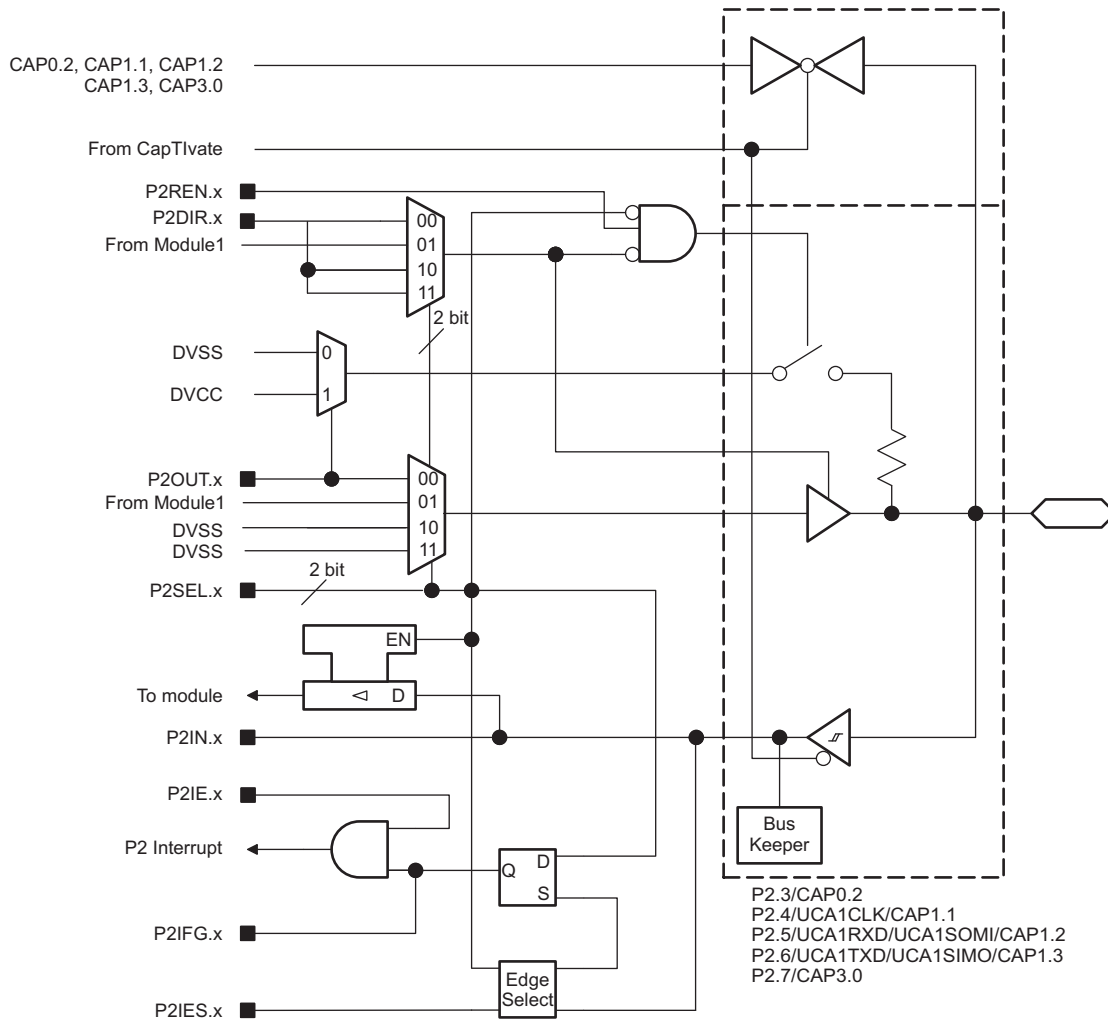 CAP0.2, CAP1.1, CAP1.2
CAP1.3, CAP3.0
From CapTIvate
P2REN.x
P2DIR.x
From Module1
00
01
10
11
2 bit
DVSS
DVCC
0
1
P2OUT.x
From Module1
DVSS
DVSS
00
01
10
11
P2SEL.x
2 bit
EN
D
To module
P2IN.x
P2IE.x
P2 Interrupt
Q
D
S
P2IFG.x
Edge
Select
P2IES.x
Bus
Keeper
P2.3/CAP0.2
P2.4/UCA1CLK/CAP1.1
P2.5/UCA1RXD/UCA1SOMI/CAP1.2
P2.6/UCA1TXD/UCA1SIMO/CAP1.3
P2.7/CAP3.0